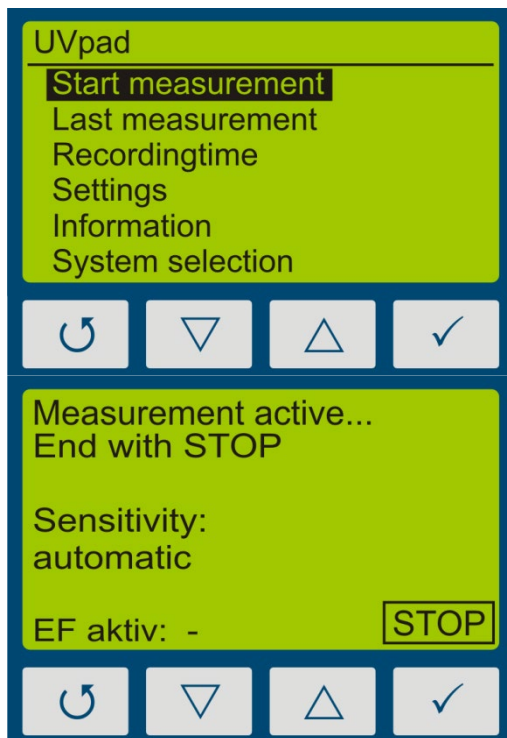 UVpad
Start measurement
Last measurement
Recordingtime
Settings
Information
System selection
Measurement active...
End with STOP
Sensitivity:
automatic
EF aktiv: -
STOP